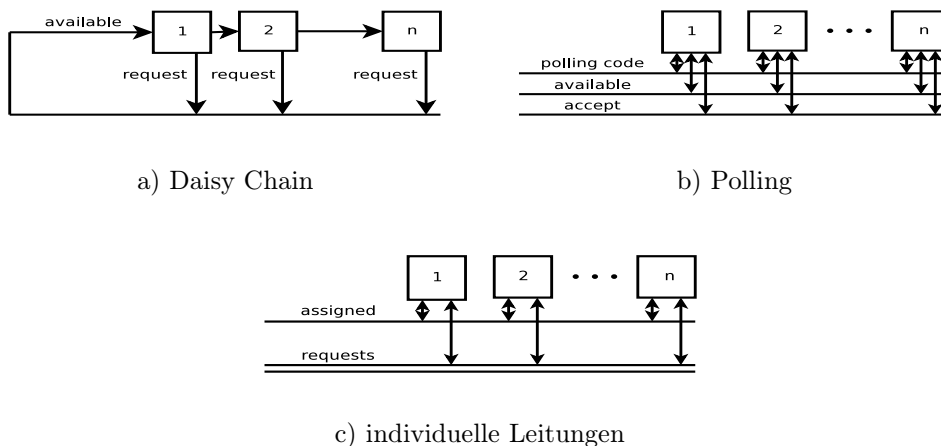 available 1 2 n
request request request
a) Daisy Chain
1 2 . . . n
polling code
available
accept
b) Polling
1 2 . . . n
assigned
requests
c) individuelle Leitungen